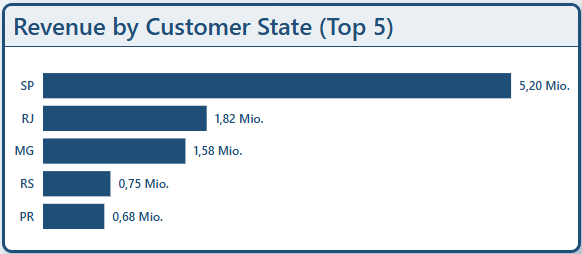 Revenue by Customer State (Top 5)
SP 5,20 Mio.
RJ 1,82 Mio.
MG 1,58 Mio.
RS 0,75 Mio.
PR 0,68 Mio.